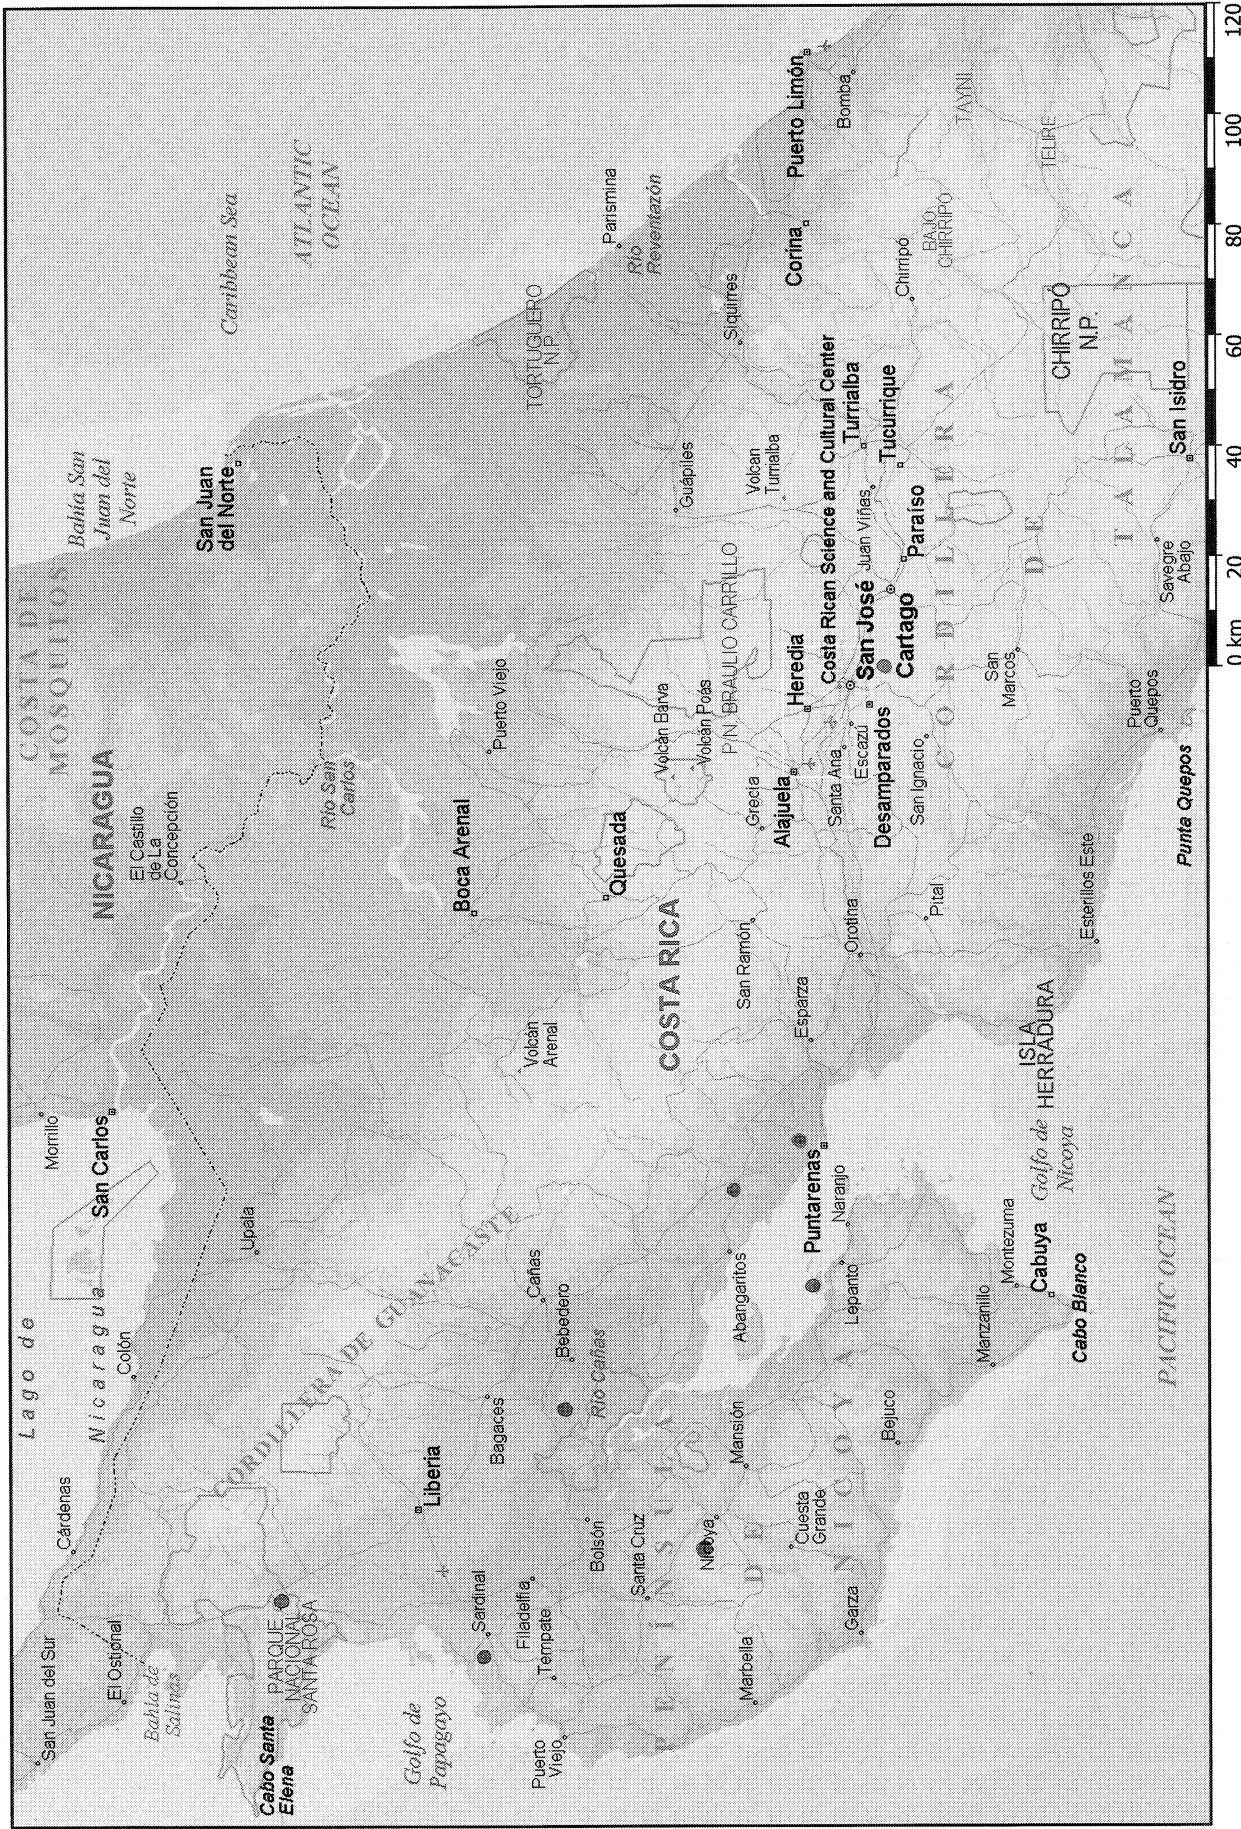 Lago de
Nicaragua
COSTA DE
MOSQUITOS
Bahía San
Juan del
Norte
Caribbean Sea
ATLANTIC
OCEAN
San Juan del Sur
Cárdenas
Colón
Morrillo
San Carlos
NICARAGUA
El Castillo
de La
Concepción
San Juan
del Norte
El Ostional
Bahía de
Salinas
Upala
Río San
Carlos
Cabo Santa
Elena
PARQUE
NACIONAL
SANTA ROSA
CORDILLERA DE GUANACASTE
Golfo de
Papagayo
Liberia
Sardinal
Bagaces
Boca Arenal
Puerto Viejo
TORTUGUERO
N.P.
Parismina
Río
Reventazón
Puerto
Viejo
Tempate
Filadelfia
Bebedero
Cañas
Volcán
Arenal
Bolsón
Río Cañas
Quesada
Santa Cruz
COSTA RICA
Volcán Barva
Volcán Poás
Guápiles
Siquirres
P.N. BRAULIO CARRILLO
Volcan
Turrialba
Nicoya
Mansión
Abangaritos
San Ramón
Grecia
Marbella
PENÍNSULA
DE
NICOYA
Cuesta
Grande
Puntarenas
Esparza
Alajuela
Heredia
Corina
Puerto Limón
Costa Rican Science and Cultural Center
Garza
Lepanto
Naranjo
Orotina
Santa Ana
Escazú
San José
Juan Viñas
Turrialba
Bomba
Bejuco
Desamparados
Cartago
Paraíso
Tucurrique
Chirripó
BAJO
CHIRRIPÓ
TAYNI
Pital
San Ignacio
CORDILLERA
DE
TALAMANCA
Manzanillo
Montezuma
Cabuya
Golfo de
Nicoya
ISLA
HERRADURA
San
Marcos
CHIRRIPÓ
N.P.
TELIRE
Cabo Blanco
Esterillos Este
Puerto
Quepos
Savegre
Abajo
San Isidro
PACIFIC OCEAN
Punta Quepos
0 km
20
40
60
80
100
120